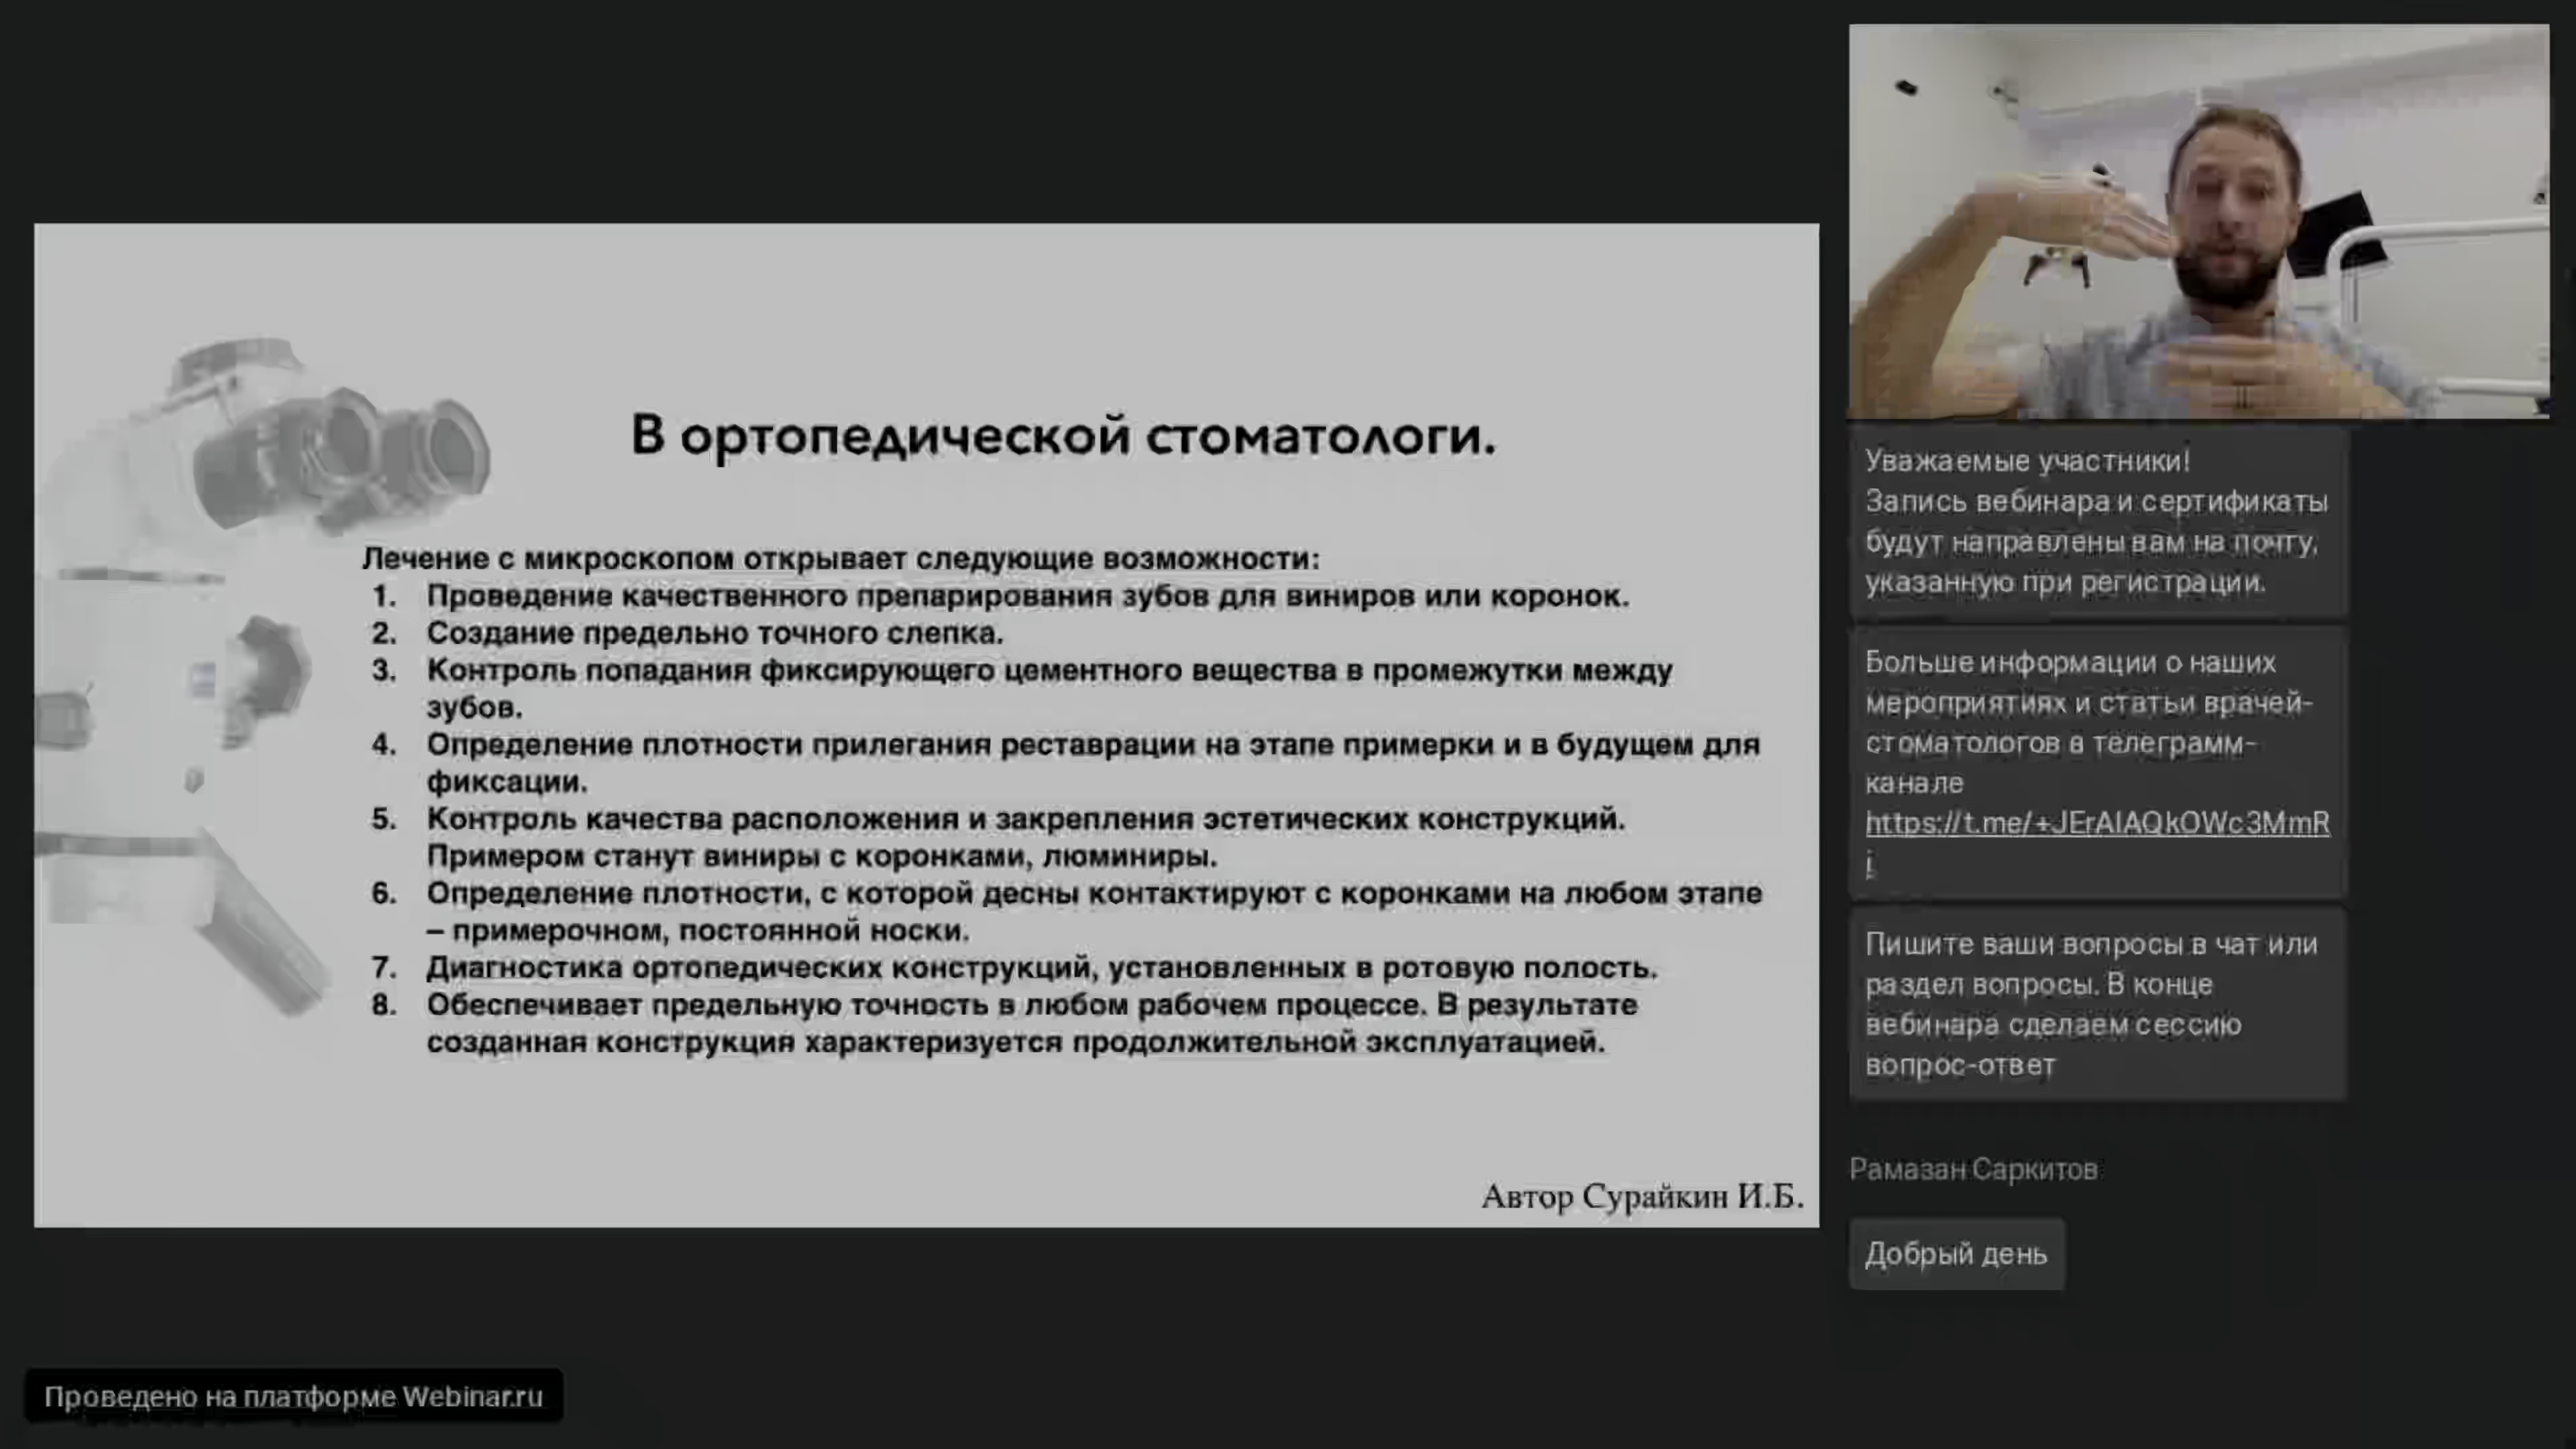 В ортопедической стоматологи.
Лечение с микроскопом открывает следующие возможности:
1. Проведение качественного препарирования зубов для виниров или коронок.
2. Создание предельно точного слепка.
3. Контроль попадания фиксирующего цементного вещества в промежутки между
зубов.
4. Определение плотности прилегания реставрации на этапе примерки и в будущем для
фиксации.
5. Контроль качества расположения и закрепления эстетических конструкций.
Примером станут виниры с коронками, люминиры.
6. Определение плотности, с которой десны контактируют с коронками на любом этапе
– примерочном, постоянной носки.
7. Диагностика ортопедических конструкций, установленных в ротовую полость.
8. Обеспечивает предельную точность в любом рабочем процессе. В результате
созданная конструкция характеризуется продолжительной эксплуатацией.
Автор Сурайкин И.Б.
Уважаемые участники!
Запись вебинара и сертификаты
будут направлены вам на почту,
указанную при регистрации.
Больше информации о наших
мероприятиях и статьи врачей-
стоматологов в телеграмм-
канале
https://t.me/+JErAlAQkOWc3MmR
i
Пишите ваши вопросы в чат или
раздел вопросы. В конце
вебинара сделаем сессию
вопрос-ответ
Рамазан Саркитов
Добрый день
Проведено на платформе Webinar.ru